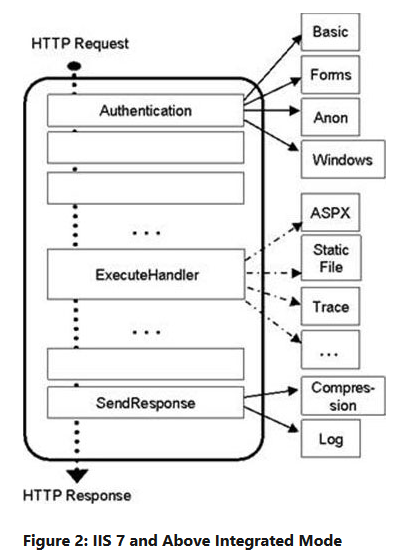 HTTP Request
Basic
Forms
Authentication
Anon
Windows
...
ASPX
Static
File
ExecuteHandler
Trace
...
...
Compres-
sion
SendResponse
Log
HTTP Response
Figure 2: IIS 7 and Above Integrated Mode